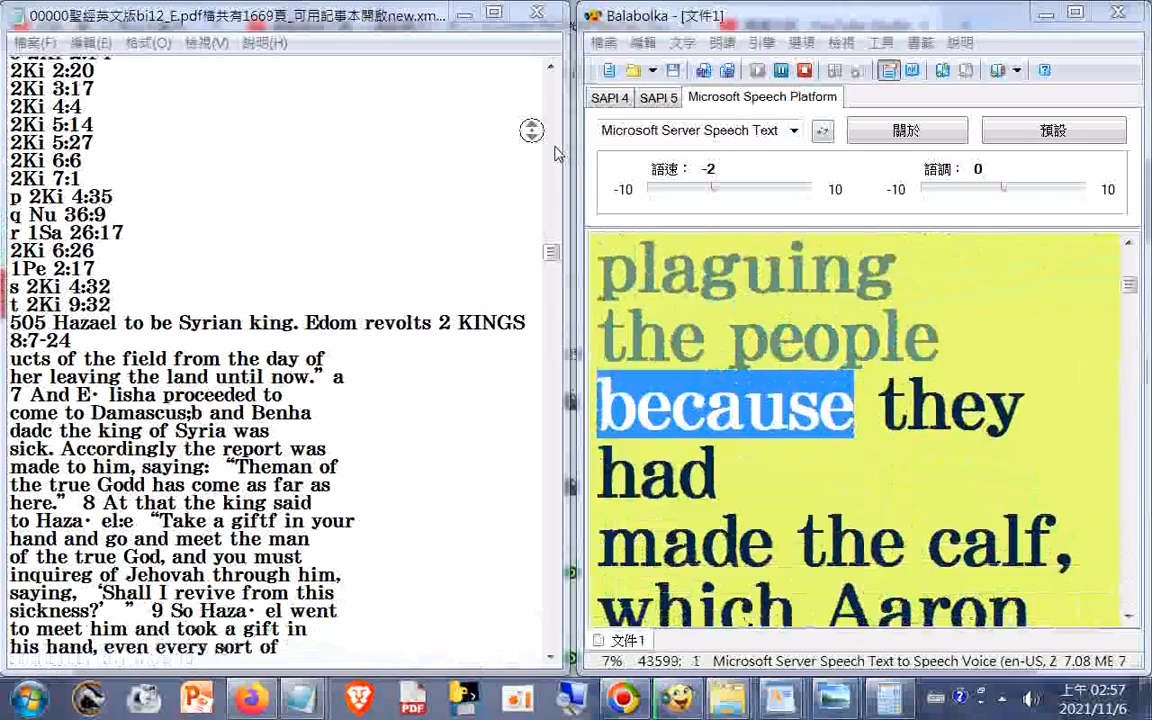 00000聖經英文版bi12_E.pdf檔共有1669頁_可用記事本開啟new.xm...
檔案(F) 編輯(E) 格式(O) 檢視(V) 說明(H)
2Ki 2:20
2Ki 3:17
2Ki 4:4
2Ki 5:14
2Ki 5:27
2Ki 6:6
2Ki 7:1
p 2Ki 4:35
q Nu 36:9
r 1Sa 26:17
2Ki 6:26
1Pe 2:17
s 2Ki 4:32
t 2Ki 9:32
505 Hazael to be Syrian king. Edom revolts 2 KINGS
8:7-24
ucts of the field from the day of
her leaving the land until now.” a
7 And E‧ lisha proceeded to
come to Damascus;b and Benha
dadc the king of Syria was
sick. Accordingly the report was
made to him, saying: “Theman of
the true Godd has come as far as
here.” 8 At that the king said
to Haza‧ el:e “Take a giftf in your
hand and go and meet the man
of the true God, and you must
inquireg of Jehovah through him,
saying, ‘Shall I revive from this
sickness?’ ” 9 So Haza‧ el went
to meet him and took a gift in
his hand, even every sort of
Balabolka - [文件1]
檔案 編輯 文字 朗讀 引擎 選項 檢視 工具 書籤 說明
SAPI 4 SAPI 5 Microsoft Speech Platform
Microsoft Server Speech Text 關於 預設
語速： -2 語調： 0
-10 10 -10 10
plaguing
the people
because they
had
made the calf,
which Aaron
文件1
7% 43599: 1 Microsoft Server Speech Text to Speech Voice (en-US, Z 7.08 ME 7
上午 02:57
2021/11/6